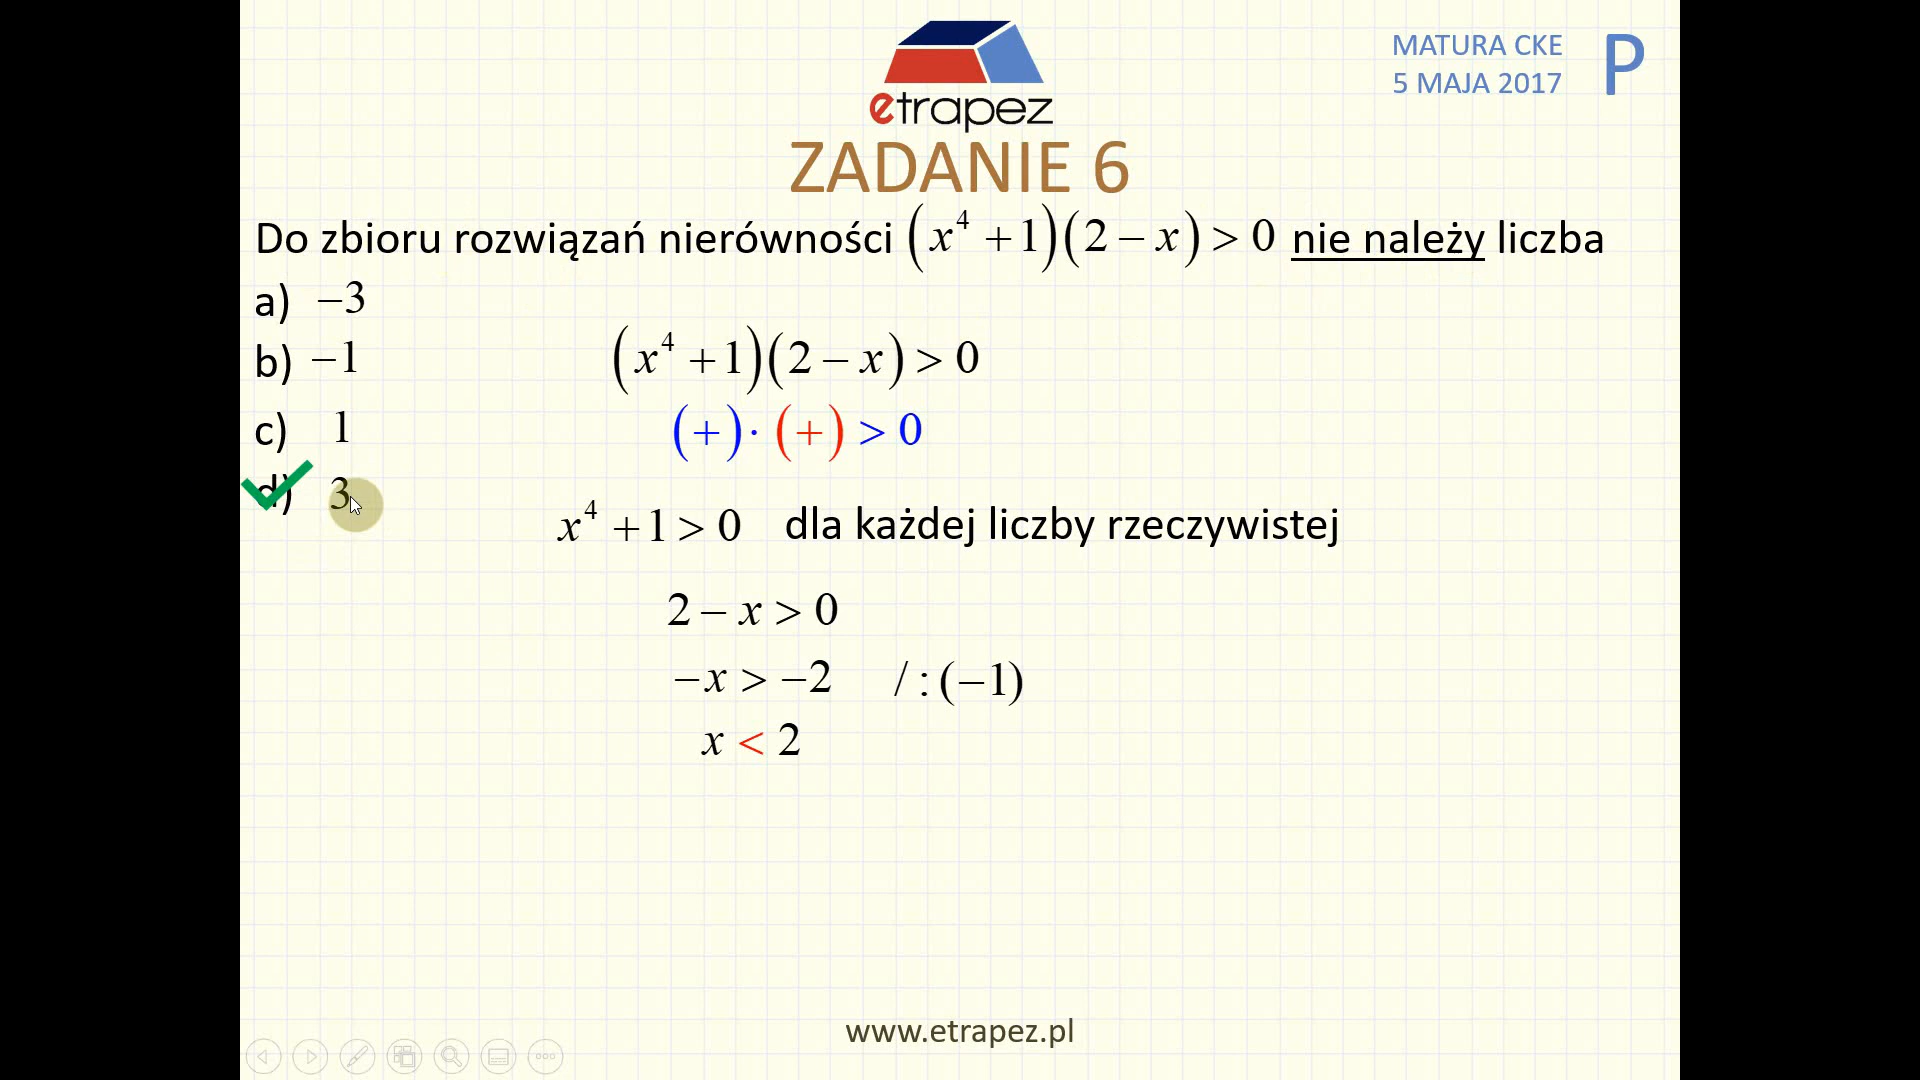 etrapez
MATURA CKE
5 MAJA 2017
P
ZADANIE 6
Do zbioru rozwiązań nierówności (x⁴ + 1)(2 − x) > 0 nie należy liczba
a) −3
b) −1
c) 1
d) 3
(x⁴ + 1)(2 − x) > 0
(+)·(+) > 0
x⁴ + 1 > 0 dla każdej liczby rzeczywistej
2 − x > 0
−x > −2 / : (−1)
x < 2
www.etrapez.pl